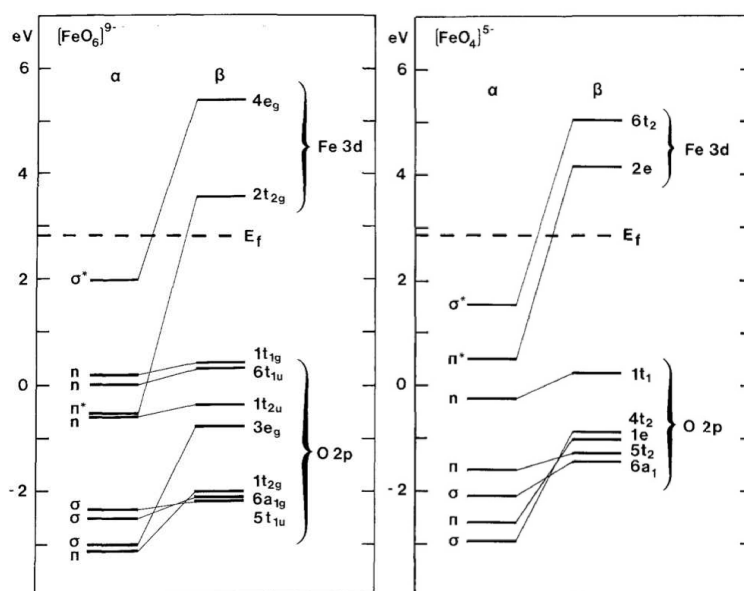 eV
[FeO6]9-
α
β
6
4
2
0
-2
4eg
2t2g
Fe 3d
Ef
σ*
n
n
π*
n
σ
σ
σ
π
1t1g
6t1u
1t2u
3eg
1t2g
6a1g
5t1u
O 2p
eV
[FeO4]5-
α
β
6
4
2
0
-2
6t2
2e
Fe 3d
Ef
σ*
π*
n
π
σ
π
σ
1t1
4t2
1e
5t2
6a1
O 2p